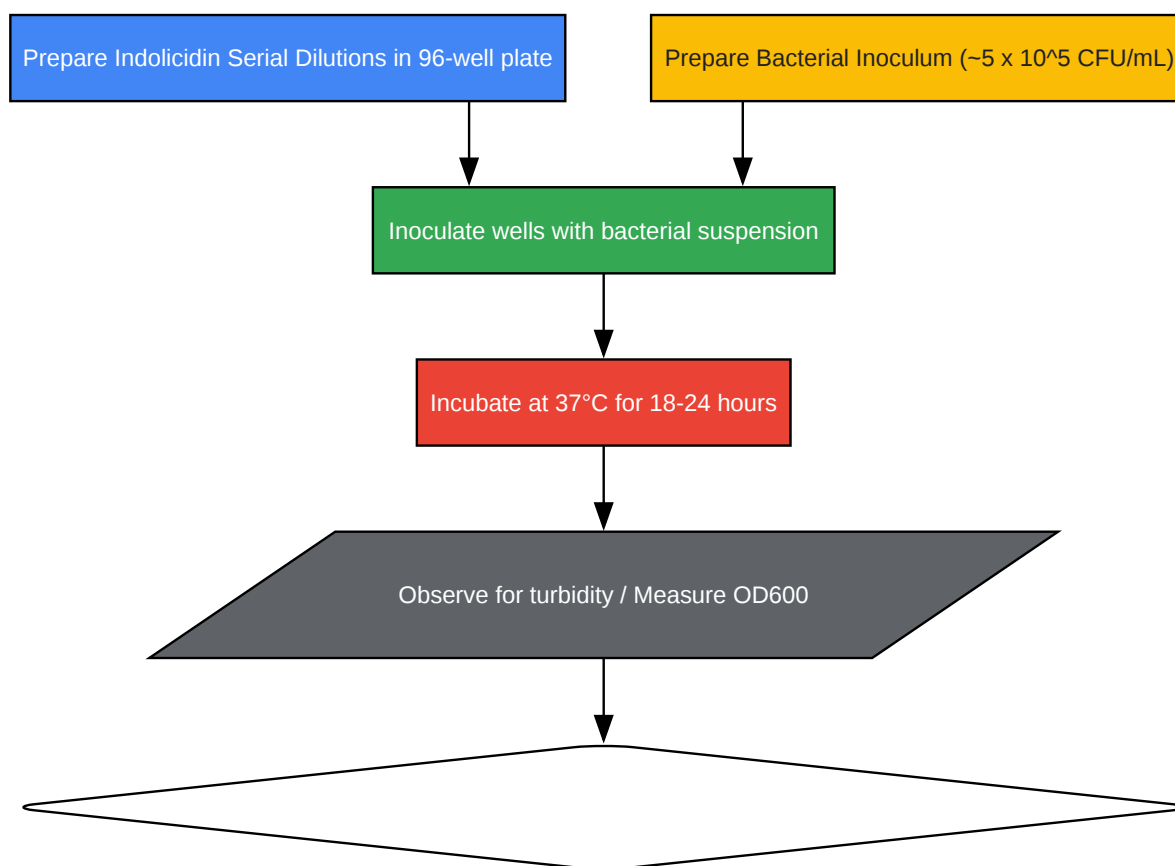 Prepare Indolicidin Serial Dilutions in 96-well plate
Prepare Bacterial Inoculum (~5 x 10^5 CFU/mL)
Inoculate wells with bacterial suspension
Incubate at 37°C for 18-24 hours
Observe for turbidity / Measure OD600